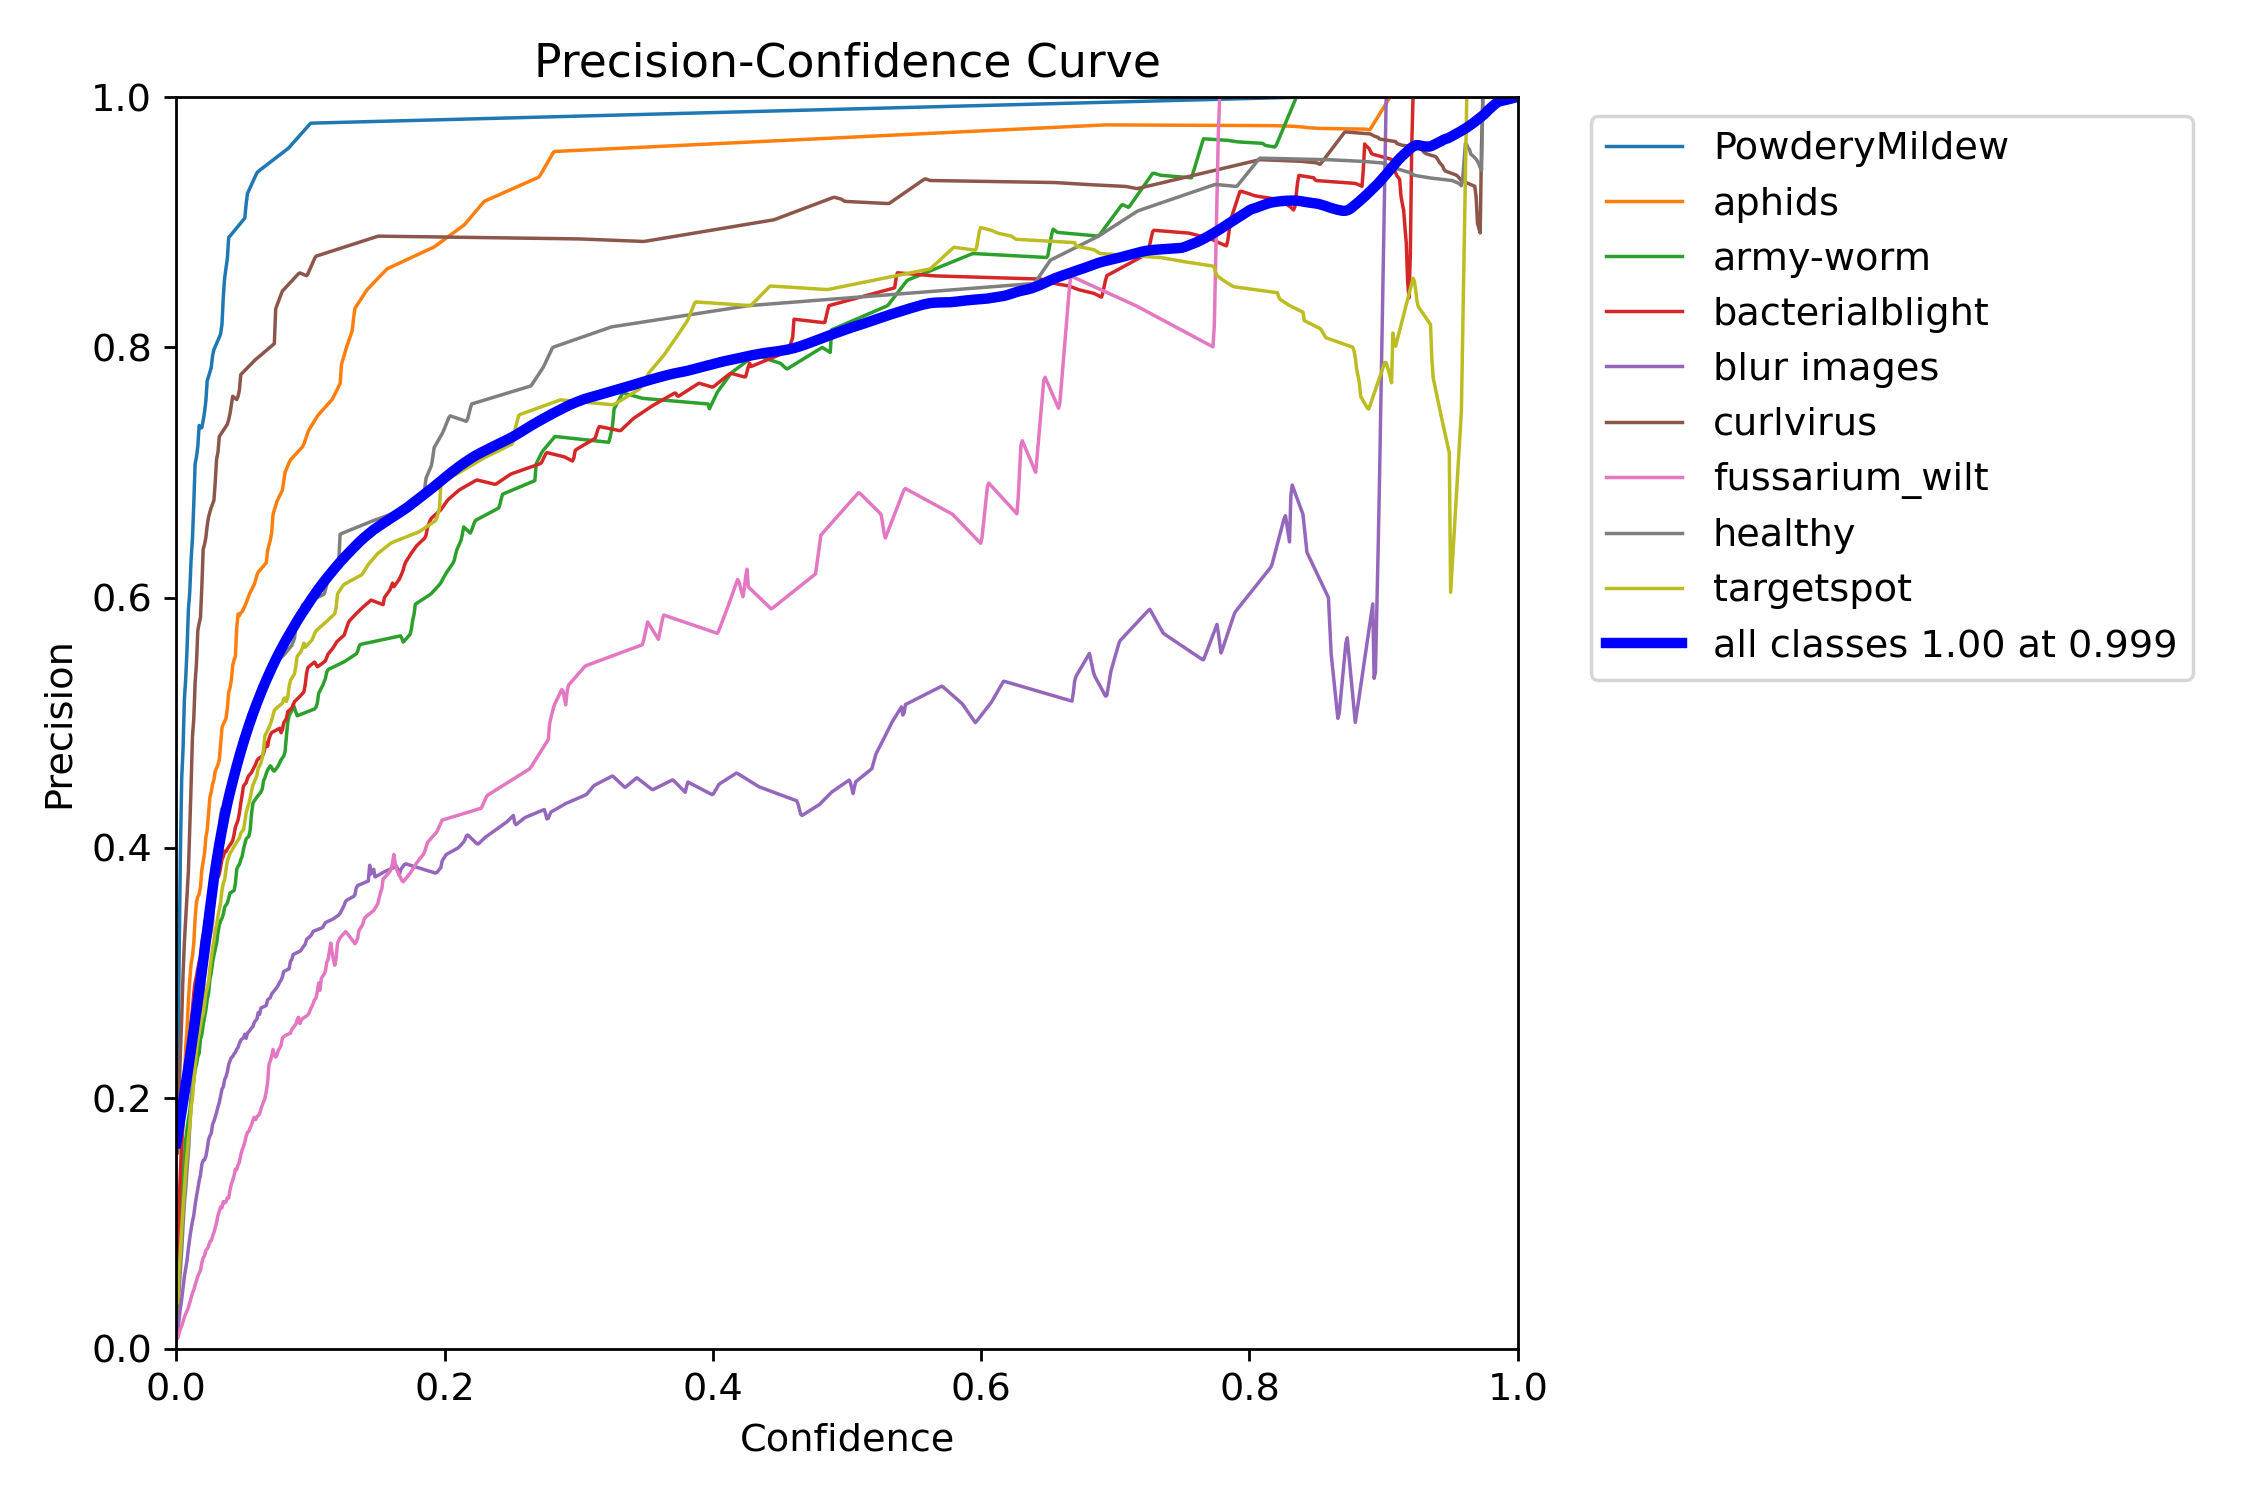 Precision-Confidence Curve
1.0
0.8
0.6
0.4
0.2
0.0
Precision
0.0 0.2 0.4 0.6 0.8 1.0
Confidence
PowderyMildew
aphids
army-worm
bacterialblight
blur images
curlvirus
fussarium_wilt
healthy
targetspot
all classes 1.00 at 0.999